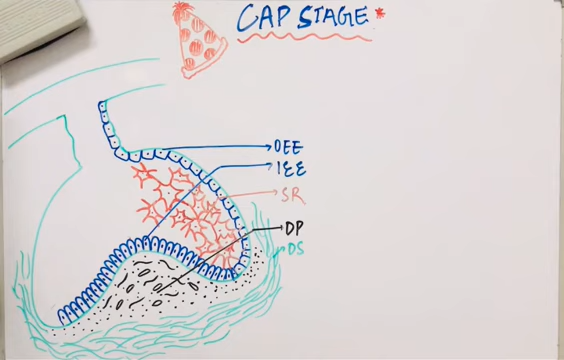 CAP STAGE *
OEE
IEE
SR
DP
DS